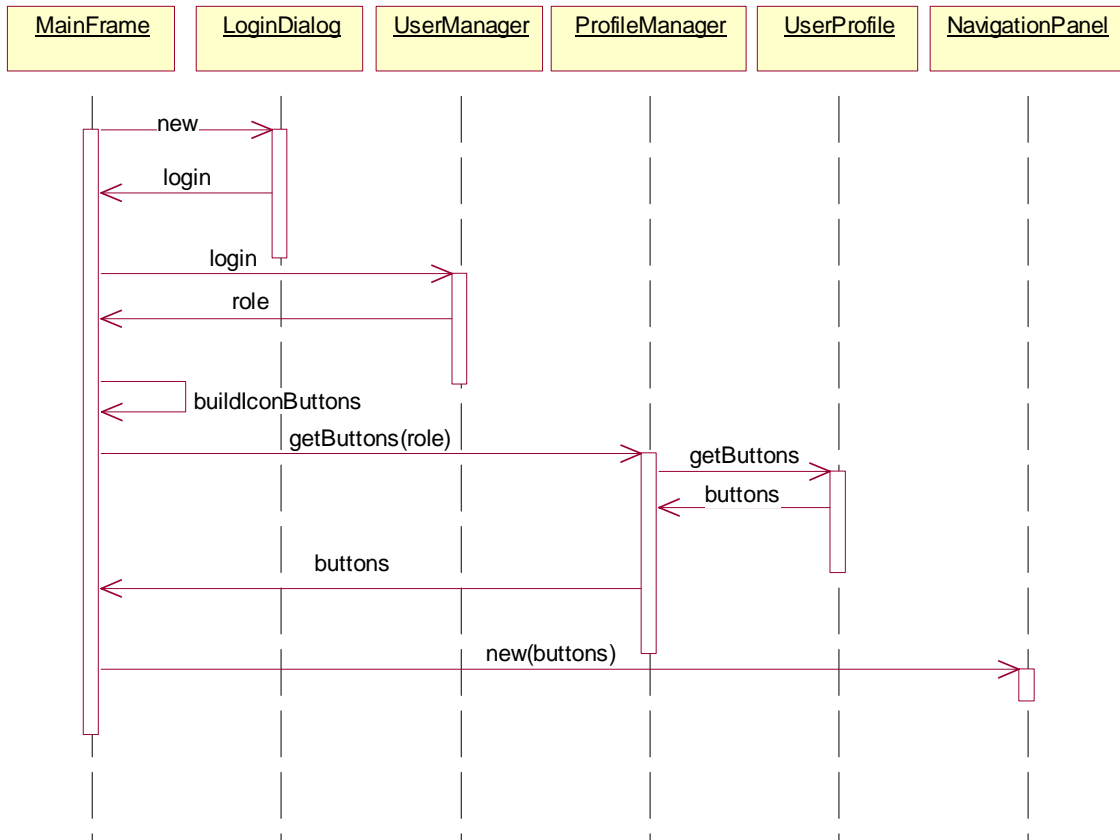 MainFrame
LoginDialog
UserManager
ProfileManager
UserProfile
NavigationPanel
new
login
login
role
buildIconButtons
getButtons(role)
getButtons
buttons
buttons
new(buttons)